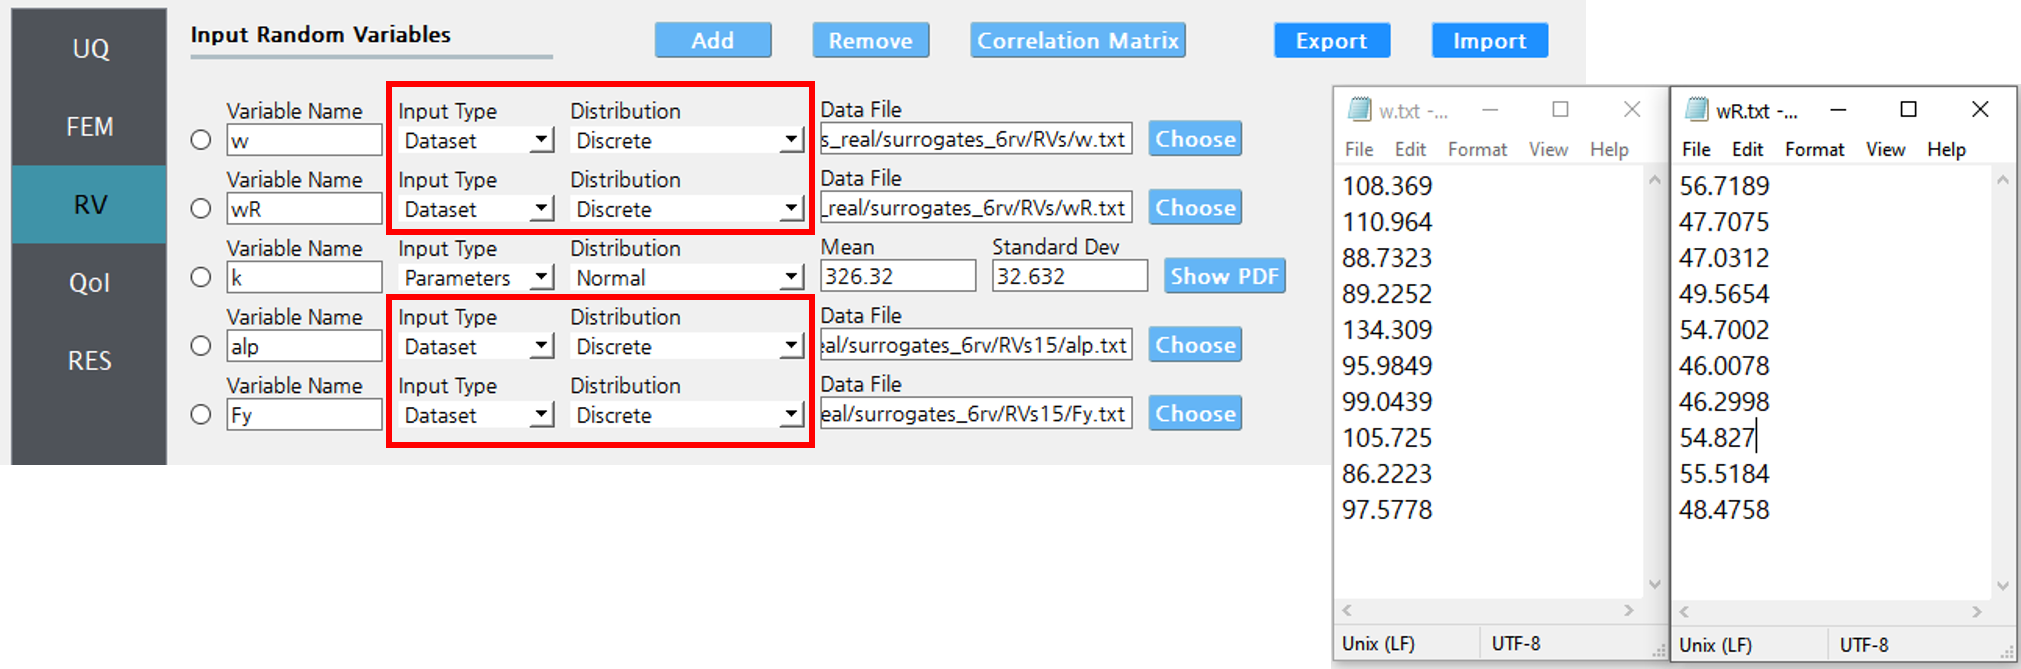 UQ
FEM
RV
QoI
RES
Input Random Variables
Add
Remove
Correlation Matrix
Export
Import
Variable Name Input Type Distribution Data File
w Dataset Discrete s_real/surrogates_6rv/RVs/w.txt Choose
Variable Name Input Type Distribution Data File
wR Dataset Discrete _real/surrogates_6rv/RVs/wR.txt Choose
Variable Name Input Type Distribution Mean Standard Dev
k Parameters Normal 326.32 32.632 Show PDF
Variable Name Input Type Distribution Data File
alp Dataset Discrete eal/surrogates_6rv/RVs15/alp.txt Choose
Variable Name Input Type Distribution Data File
Fy Dataset Discrete eal/surrogates_6rv/RVs15/Fy.txt Choose
w.txt -...
File Edit Format View Help
108.369
110.964
88.7323
89.2252
134.309
95.9849
99.0439
105.725
86.2223
97.5778
Unix (LF) UTF-8
wR.txt -...
File Edit Format View Help
56.7189
47.7075
47.0312
49.5654
54.7002
46.0078
46.2998
54.827
55.5184
48.4758
Unix (LF) UTF-8